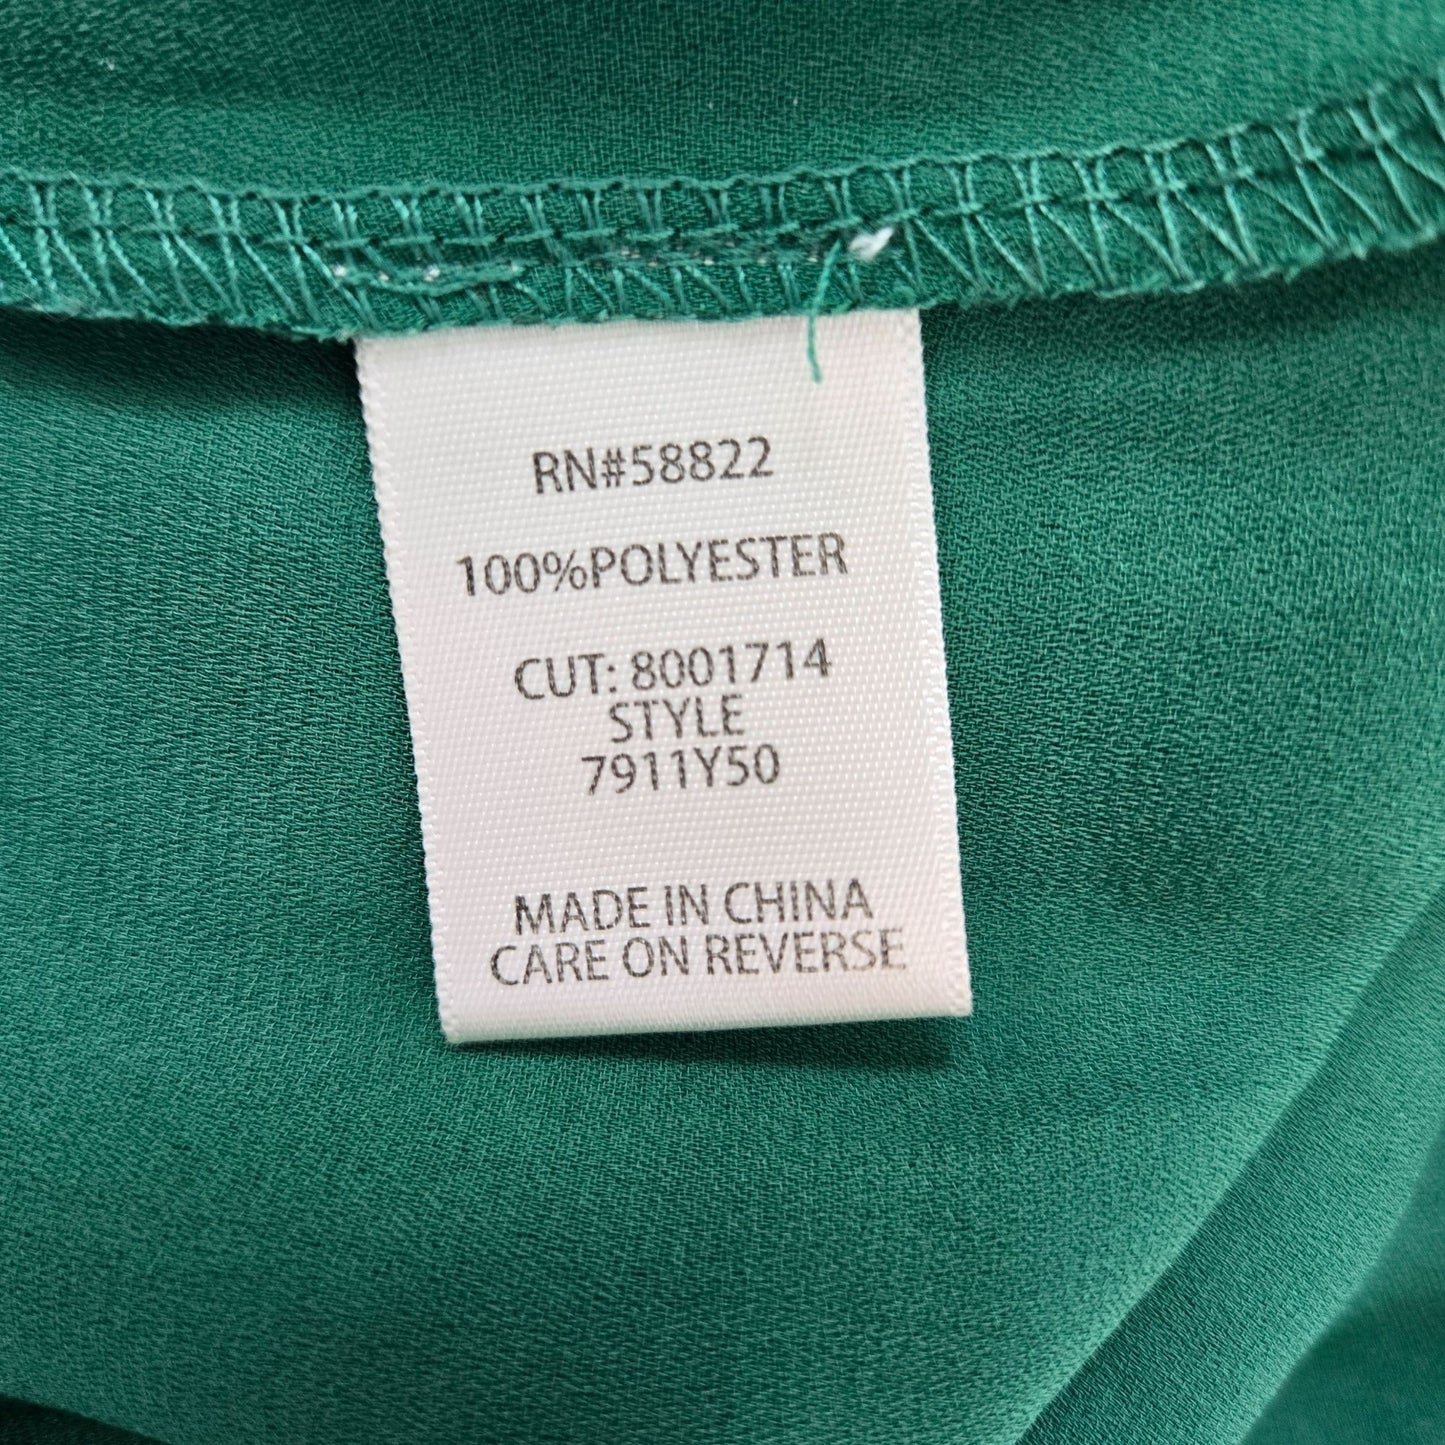 RN#58822
100%POLYESTER
CUT: 8001714
STYLE
7911Y50
MADE IN CHINA
CARE ON REVERSE